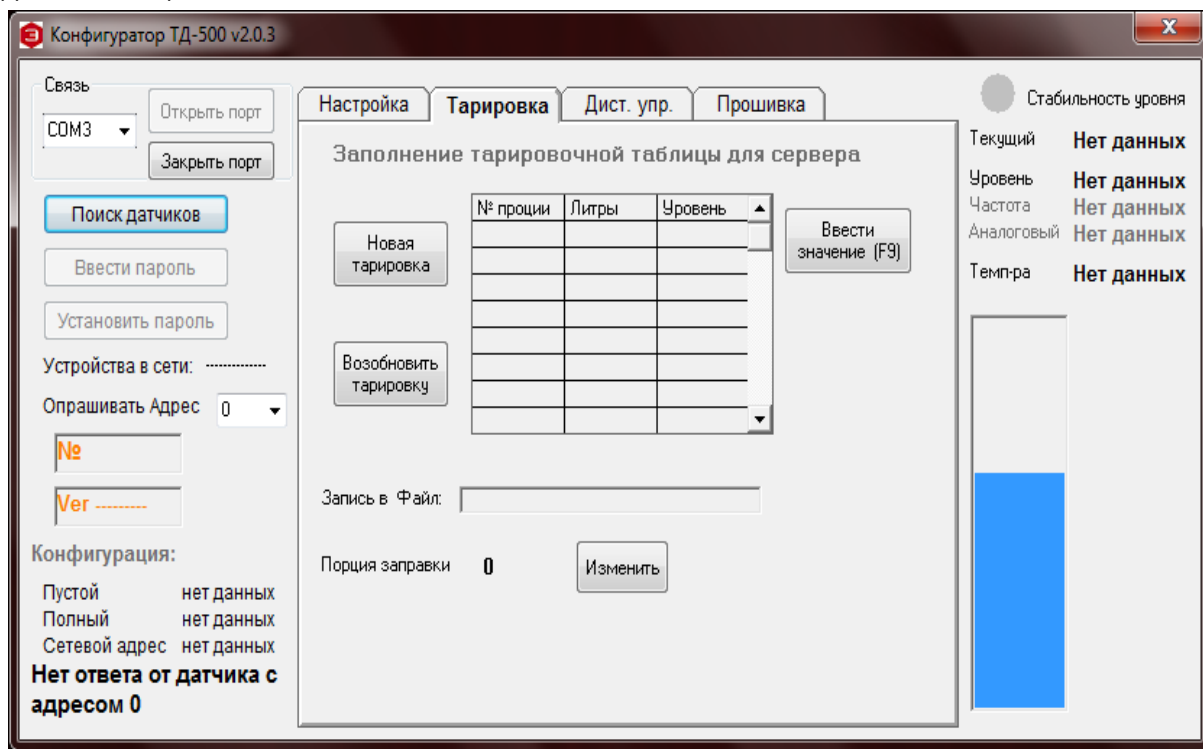 Конфигуратор ТД-500 v2.0.3
Связь
COM3
Открыть порт
Закрыть порт
Поиск датчиков
Ввести пароль
Установить пароль
Устройства в сети: -------------
Опрашивать Адрес 0
№
Ver ---------
Конфигурация:
Пустой нет данных
Полный нет данных
Сетевой адрес нет данных
Нет ответа от датчика с
адресом 0
Настройка Тарировка Дист. упр. Прошивка
Заполнение тарировочной таблицы для сервера
Новая
тарировка
Возобновить
тарировку
№ проции Литры Уровень
Ввести
значение (F9)
Запись в Файл:
Порция заправки 0
Изменить
Стабильность уровня
Текущий Нет данных
Уровень Нет данных
Частота Нет данных
Аналоговый Нет данных
Темп-ра Нет данных